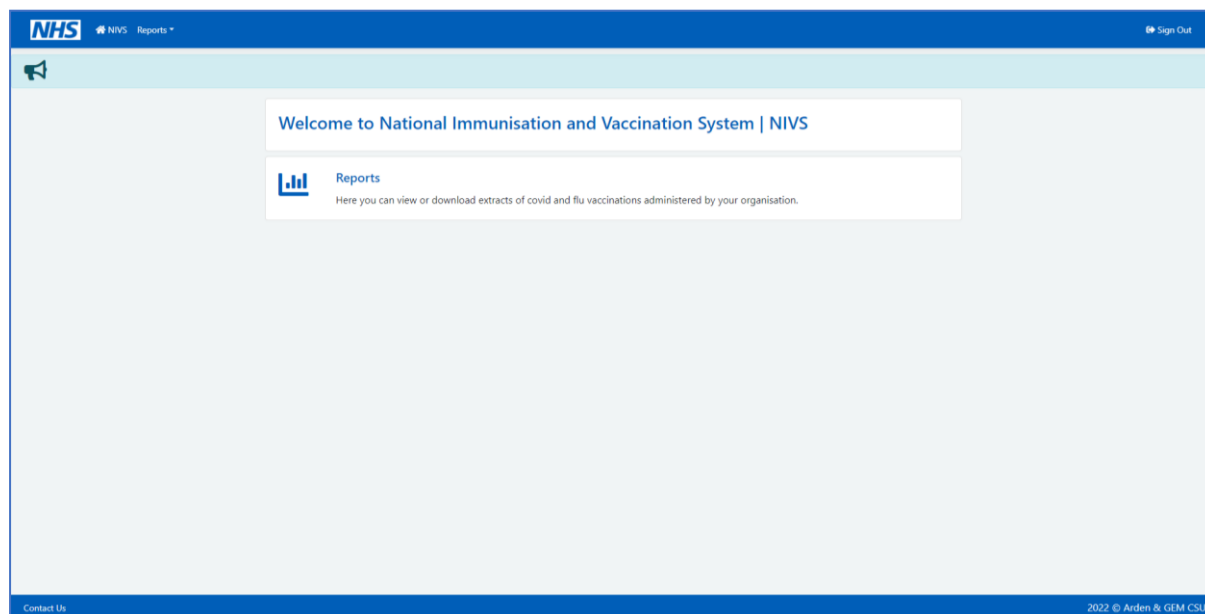 NHS NIVS Reports Sign Out
Welcome to National Immunisation and Vaccination System | NIVS
Reports
Here you can view or download extracts of covid and flu vaccinations administered by your organisation.
Contact Us 2022 © Arden & GEM CSU